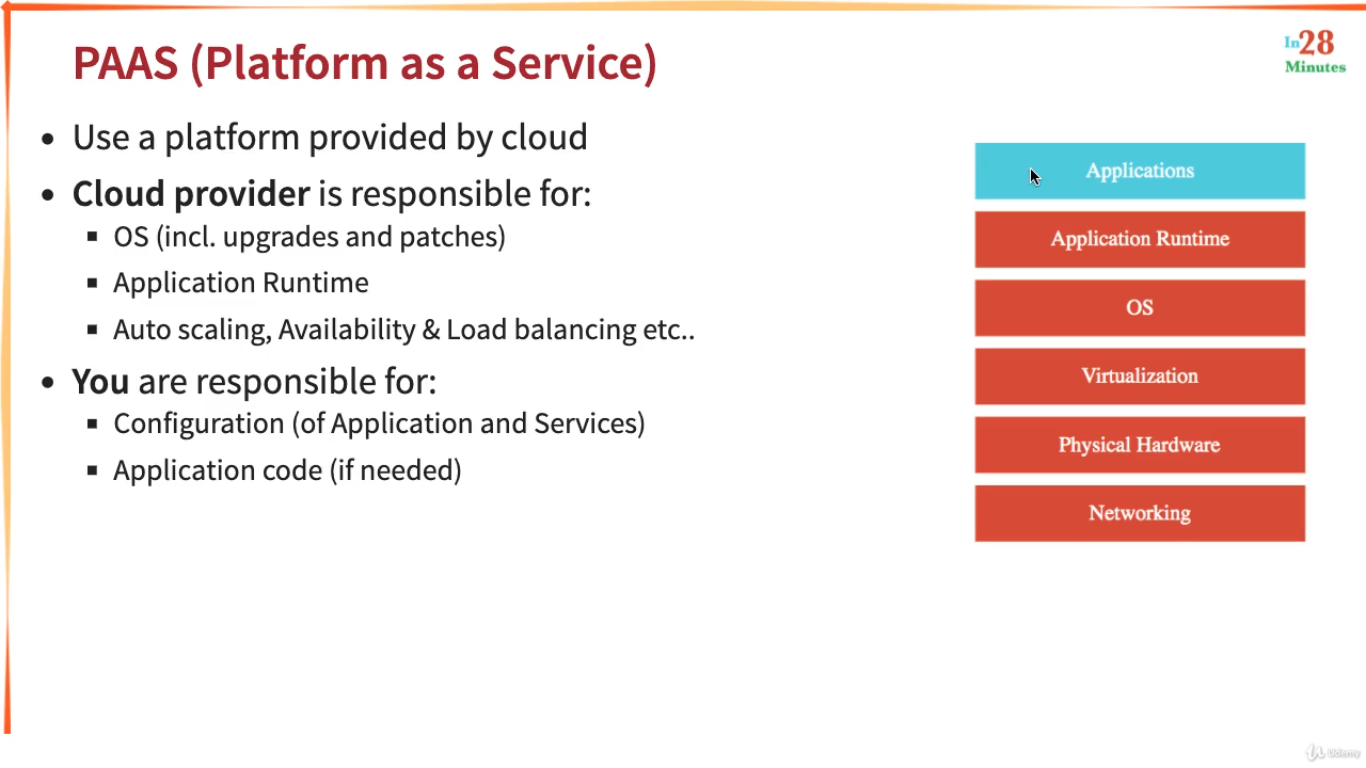 PAAS (Platform as a Service)
In28
Minutes
• Use a platform provided by cloud
• Cloud provider is responsible for:
▪ OS (incl. upgrades and patches)
▪ Application Runtime
▪ Auto scaling, Availability & Load balancing etc..
• You are responsible for:
▪ Configuration (of Application and Services)
▪ Application code (if needed)
Applications
Application Runtime
OS
Virtualization
Physical Hardware
Networking
Udemy